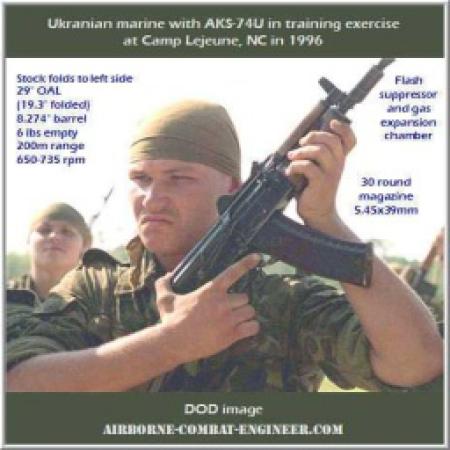 Ukranian marine with AKS-74U in training exercise
at Camp Lejeune, NC in 1996
Stock folds to left side
29" OAL
(19.3" folded)
8.274" barrel
6 lbs empty
200m range
650-735 rpm
Flash
suppressor
and gas
expansion
chamber
30 round
magazine
5.45x39mm
DOD image
AIRBORNE-COMBAT-ENGINEER.COM